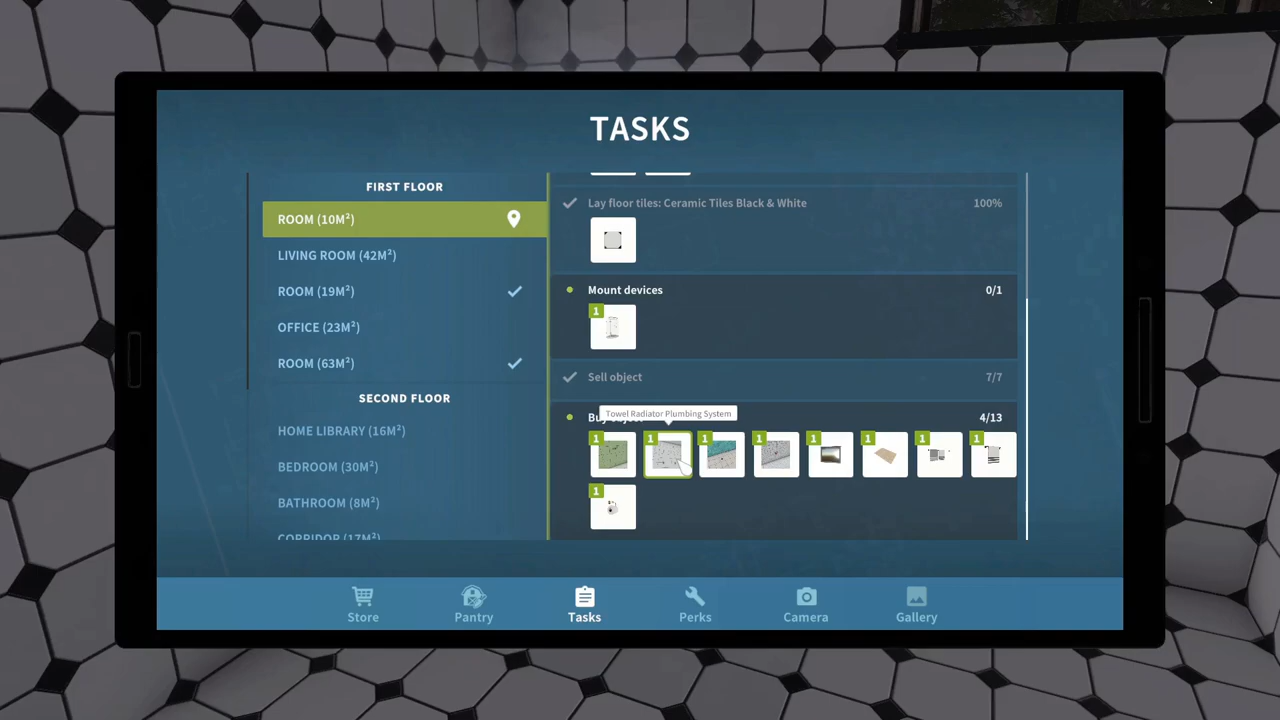 TASKS
FIRST FLOOR
ROOM (10M²)
LIVING ROOM (42M²)
ROOM (19M²)
OFFICE (23M²)
ROOM (63M²)
SECOND FLOOR
HOME LIBRARY (16M²)
BEDROOM (30M²)
BATHROOM (8M²)
CORRIDOR (17M²)
Lay floor tiles: Ceramic Tiles Black & White 100%
Mount devices 0/1
1
Sell object 7/7
Towel Radiator Plumbing System
4/13
1 1 1 1 1 1 1 1
1
Store Pantry Tasks Perks Camera Gallery